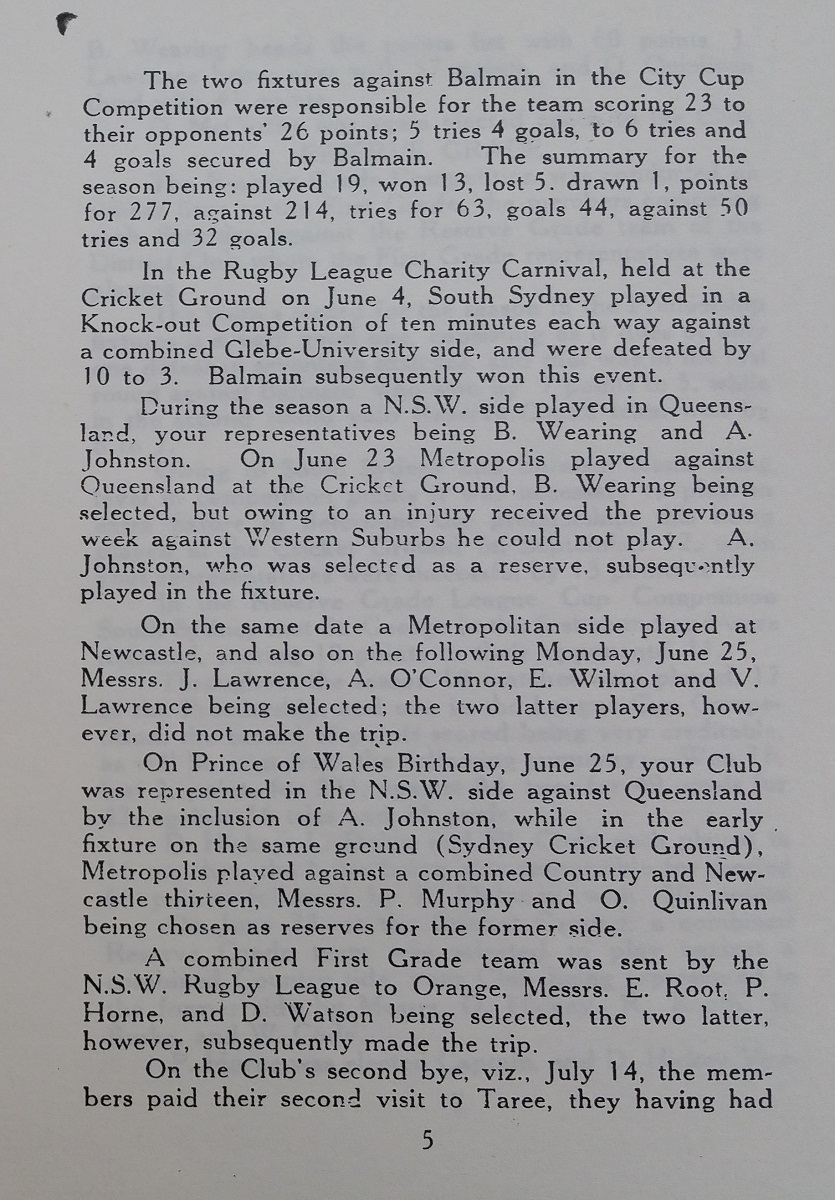 The two fixtures against Balmain in the City Cup
Competition were responsible for the team scoring 23 to
their opponents' 26 points; 5 tries 4 goals, to 6 tries and
4 goals secured by Balmain. The summary for the
season being: played 19, won 13, lost 5. drawn 1, points
for 277, against 214, tries for 63, goals 44, against 50
tries and 32 goals.
In the Rugby League Charity Carnival, held at the
Cricket Ground on June 4, South Sydney played in a
Knock-out Competition of ten minutes each way against
a combined Glebe-University side, and were defeated by
10 to 3. Balmain subsequently won this event.
During the season a N.S.W. side played in Queens-
land, your representatives being B. Wearing and A.
Johnston. On June 23 Metropolis played against
Queensland at the Cricket Ground, B. Wearing being
selected, but owing to an injury received the previous
week against Western Suburbs he could not play. A.
Johnston, who was selected as a reserve, subsequently
played in the fixture.
On the same date a Metropolitan side played at
Newcastle, and also on the following Monday, June 25,
Messrs. J. Lawrence, A. O'Connor, E. Wilmot and V.
Lawrence being selected; the two latter players, how-
ever, did not make the trip.
On Prince of Wales Birthday, June 25, your Club
was represented in the N.S.W. side against Queensland
by the inclusion of A. Johnston, while in the early
fixture on the same ground (Sydney Cricket Ground),
Metropolis played against a combined Country and New-
castle thirteen, Messrs. P. Murphy and O. Quinlivan
being chosen as reserves for the former side.
A combined First Grade team was sent by the
N.S.W. Rugby League to Orange, Messrs. E. Root, P.
Horne, and D. Watson being selected, the two latter,
however, subsequently made the trip.
On the Club's second bye, viz., July 14, the mem-
bers paid their second visit to Taree, they having had
5